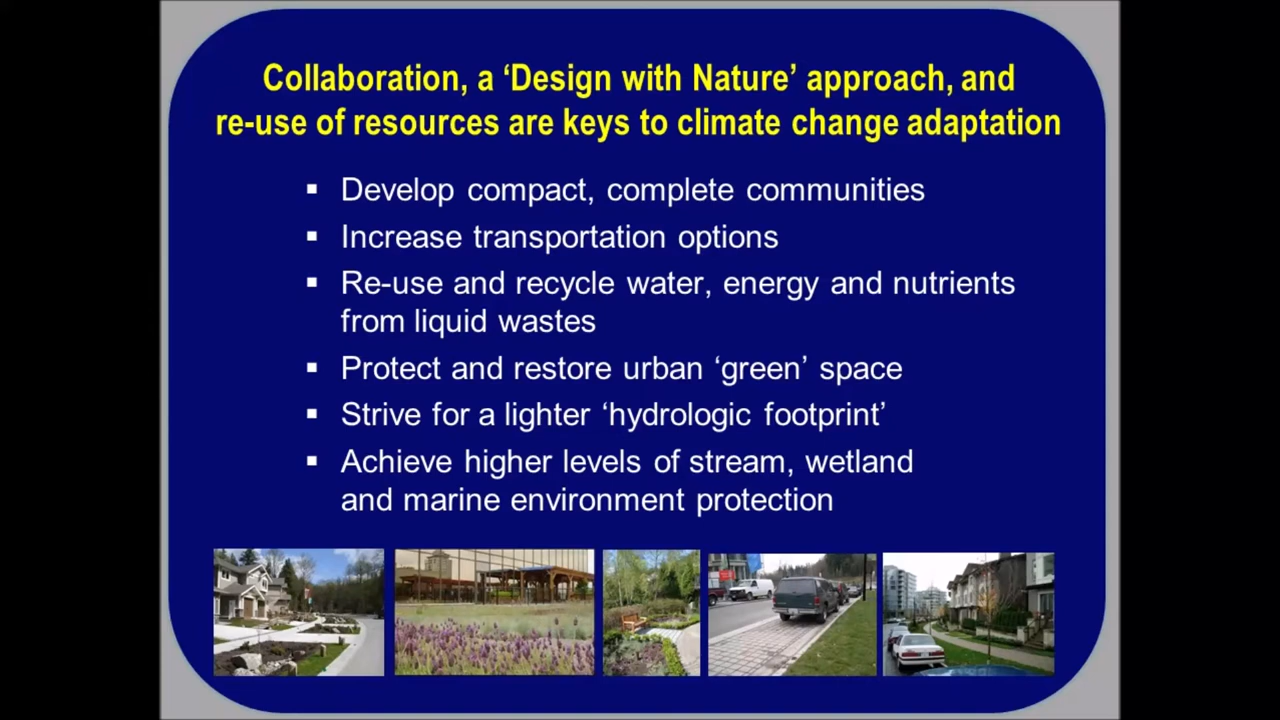 Collaboration, a ‘Design with Nature’ approach, and
re-use of resources are keys to climate change adaptation
▪ Develop compact, complete communities
▪ Increase transportation options
▪ Re-use and recycle water, energy and nutrients
from liquid wastes
▪ Protect and restore urban ‘green’ space
▪ Strive for a lighter ‘hydrologic footprint’
▪ Achieve higher levels of stream, wetland
and marine environment protection